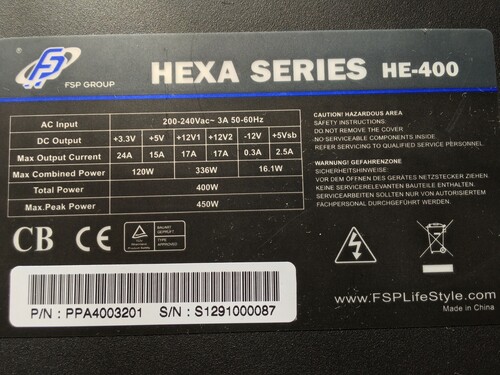 FSP GROUP
HEXA SERIES HE-400
AC Input 200-240Vac~ 3A 50-60Hz
DC Output +3.3V +5V +12V1 +12V2 -12V +5Vsb
Max Output Current 24A 15A 17A 17A 0.3A 2.5A
Max Combined Power 120W 336W 16.1W
Total Power 400W
Max.Peak Power 450W
CAUTION! HAZARDOUS AREA
SAFETY INSTRUCTIONS:
DO NOT REMOVE THE COVER
NO SERVICEABLE COMPONENTS INSIDE.
REFER SERVICING TO QUALIFIED SERVICE PERSONNEL.
WARNUNG! GEFAHRENZONE
SICHERHEITSHINWEISE:
VOR DEM ÖFFNEN DES GERÄTES NETZSTECKER ZIEHEN
KEINE SERVICERELEVANTEN BAUTEILE ENTHALTEN.
SERVICEARBEITEN SOLLTEN NUR VON AUTORISIERTEM
FACHPERSONAL DURCHGEFÜHRT WERDEN.
CB CE
BAUART
GEPRÜFT
TYPE
APPROVED
www.FSPLifeStyle.com
Made in China
P/N : PPA4003201 S/N : S1291000087